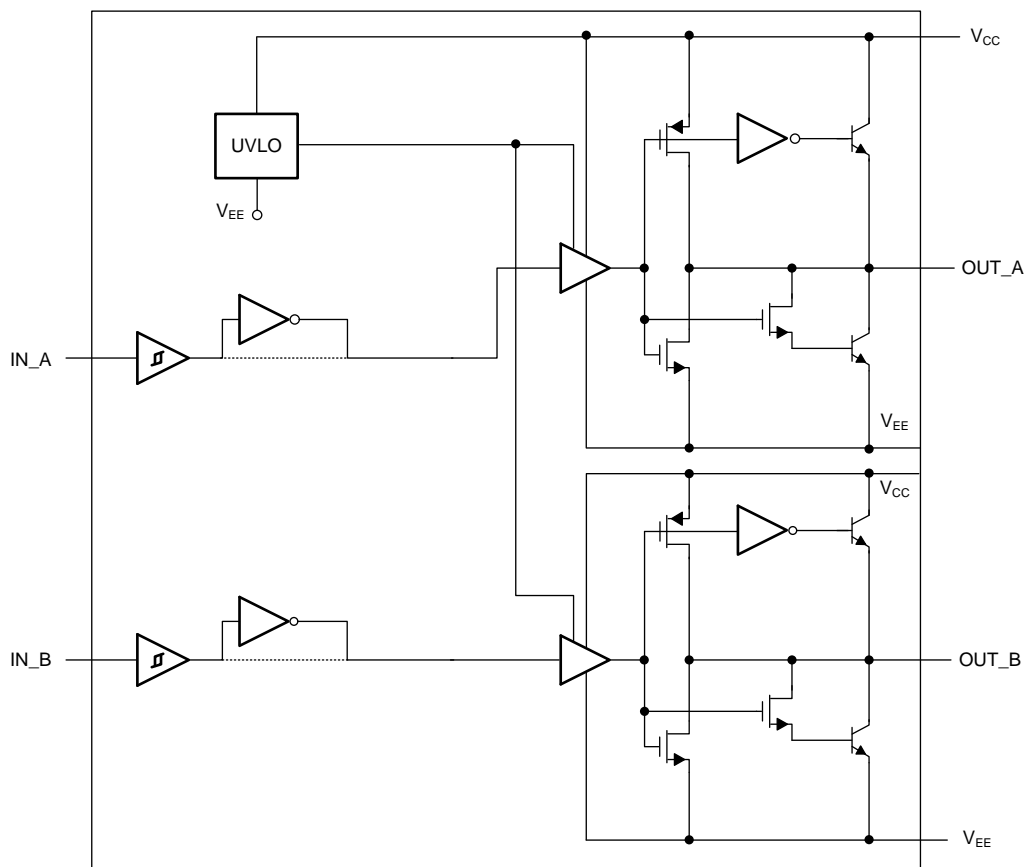 V_CC
UVLO
V_EE
OUT_A
IN_A
V_EE
V_CC
IN_B
OUT_B
V_EE